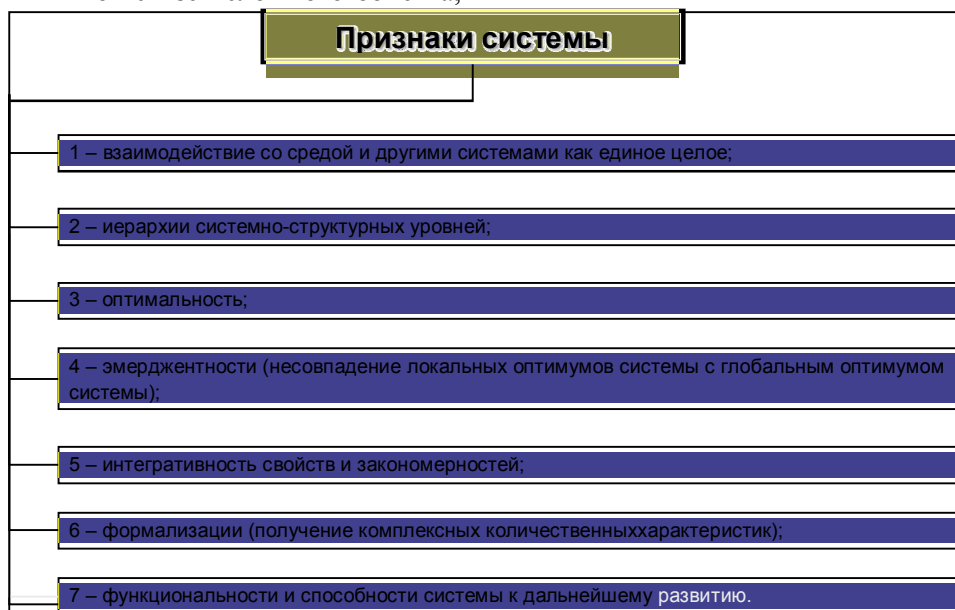 Признаки системы
1 – взаимодействие со средой и другими системами как единое целое;
2 – иерархии системно-структурных уровней;
3 – оптимальность;
4 – эмерджентности (несовпадение локальных оптимумов системы с глобальным оптимумом
системы);
5 – интегративность свойств и закономерностей;
6 – формализации (получение комплексных количественныххарактеристик);
7 – функциональности и способности системы к дальнейшему развитию.